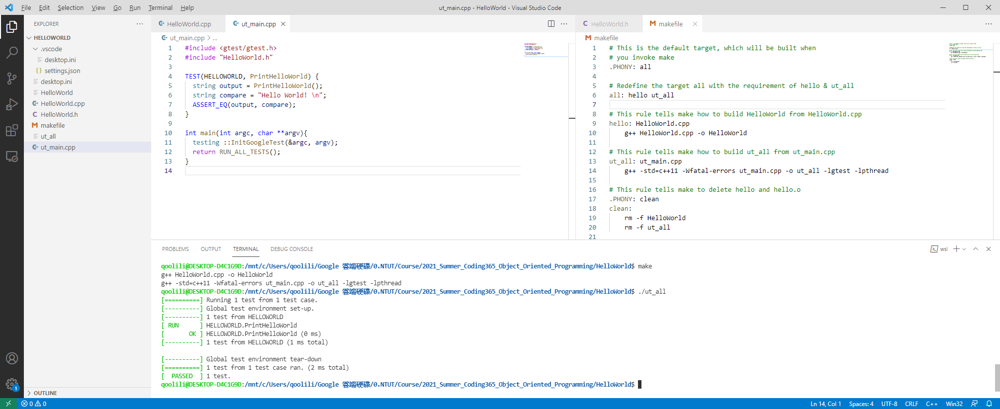 File Edit Selection View Go Run Terminal Help
ut_main.cpp - HelloWorld - Visual Studio Code
EXPLORER
HELLOWORLD
.vscode
desktop.ini
settings.json
desktop.ini
HelloWorld
HelloWorld.cpp
HelloWorld.h
makefile
ut_all
ut_main.cpp
OUTLINE
HelloWorld.cpp ut_main.cpp
ut_main.cpp > ...
1 #include <gtest/gtest.h>
2 #include "HelloWorld.h"
3
4 TEST(HELLOWORLD, PrintHelloWorld) {
5 string output = PrintHelloWorld();
6 string compare = "Hello World! \n";
7 ASSERT_EQ(output, compare);
8 }
9
10 int main(int argc, char **argv){
11 testing ::InitGoogleTest(&argc, argv);
12 return RUN_ALL_TESTS();
13 }
14
HelloWorld.h makefile
makefile
1 # This is the default target, which will be built when
2 # you invoke make
3 .PHONY: all
4
5 # Redefine the target all with the requirement of hello & ut_all
6 all: hello ut_all
7
8 # This rule tells make how to build HelloWorld from HelloWorld.cpp
9 hello: HelloWorld.cpp
10 g++ HelloWorld.cpp -o HelloWorld
11
12 # This rule tells make how to build ut_all from ut_main.cpp
13 ut_all: ut_main.cpp
14 g++ -std=c++11 -Wfatal-errors ut_main.cpp -o ut_all -lgtest -lpthread
15
16 # This rule tells make to delete hello and hello.o
17 .PHONY: clean
18 clean:
19 rm -f HelloWorld
20 rm -f ut_all
21
PROBLEMS OUTPUT TERMINAL DEBUG CONSOLE
wsl
qoolili@DESKTOP-D4C1G9D:/mnt/c/Users/qoolili/Google 雲端硬碟/0.NTUT/Course/2021_Summer_Coding365_Object_Oriented_Programming/HelloWorld$ make
g++ HelloWorld.cpp -o HelloWorld
g++ -std=c++11 -Wfatal-errors ut_main.cpp -o ut_all -lgtest -lpthread
qoolili@DESKTOP-D4C1G9D:/mnt/c/Users/qoolili/Google 雲端硬碟/0.NTUT/Course/2021_Summer_Coding365_Object_Oriented_Programming/HelloWorld$ ./ut_all
[==========] Running 1 test from 1 test case.
[----------] Global test environment set-up.
[----------] 1 test from HELLOWORLD
[ RUN      ] HELLOWORLD.PrintHelloWorld
[       OK ] HELLOWORLD.PrintHelloWorld (0 ms)
[----------] 1 test from HELLOWORLD (1 ms total)

[----------] Global test environment tear-down
[==========] 1 test from 1 test case ran. (2 ms total)
[  PASSED  ] 1 test.
qoolili@DESKTOP-D4C1G9D:/mnt/c/Users/qoolili/Google 雲端硬碟/0.NTUT/Course/2021_Summer_Coding365_Object_Oriented_Programming/HelloWorld$
1
0 0
Ln 14, Col 1 Spaces: 4 UTF-8 CRLF C++ Win32